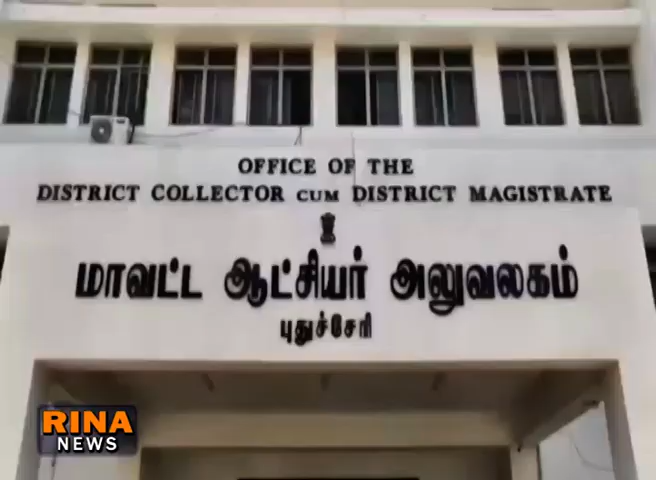 OFFICE OF THE
DISTRICT COLLECTOR CUM DISTRICT MAGISTRATE
மாவட்ட ஆட்சியர் அலுவலகம்
புதுச்சேரி
RINA
NEWS